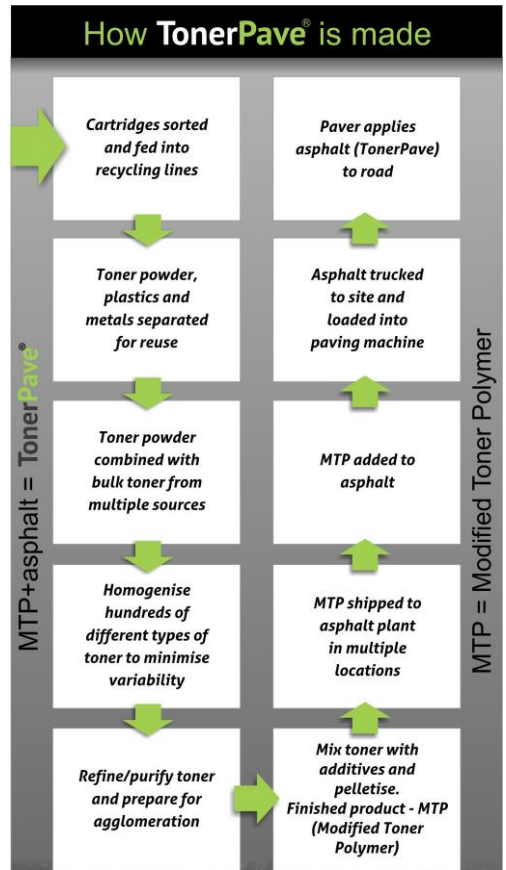 How TonerPave® is made
Cartridges sorted
and fed into
recycling lines
Toner powder,
plastics and
metals separated
for reuse
Toner powder
combined with
bulk toner from
multiple sources
Homogenise
hundreds of
different types of
toner to minimise
variability
Refine/purify toner
and prepare for
agglomeration
Mix toner with
additives and
pelletise.
Finished product - MTP
(Modified Toner
Polymer)
MTP shipped to
asphalt plant
in multiple
locations
MTP added to
asphalt
Asphalt trucked
to site and
loaded into
paving machine
Paver applies
asphalt (TonerPave)
to road
MTP+asphalt = TonerPave®
MTP = Modified Toner Polymer